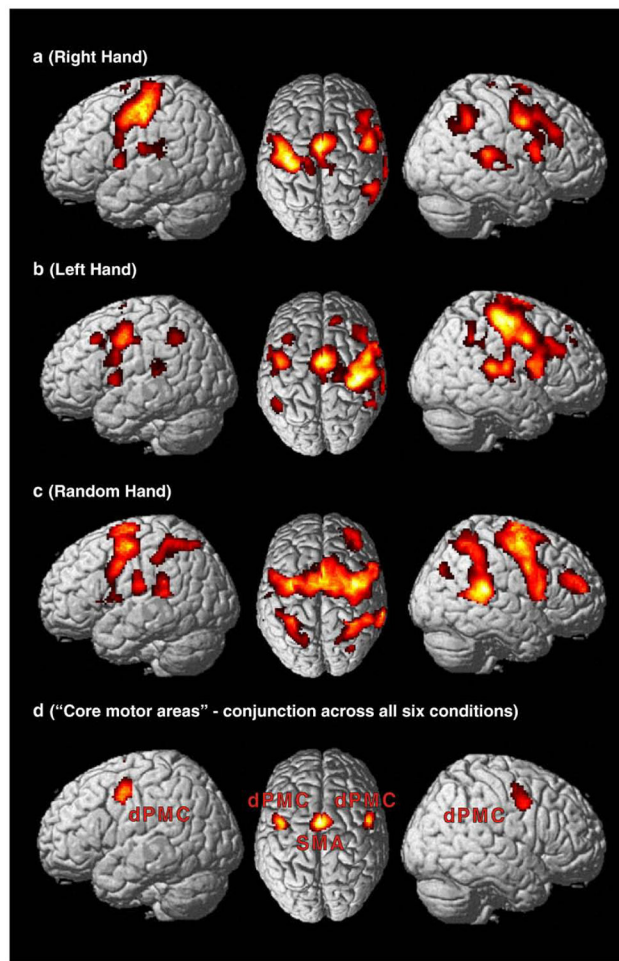 a (Right Hand)
b (Left Hand)
c (Random Hand)
d (“Core motor areas” - conjunction across all six conditions)
dPMC dPMC
dPMC dPMC
SMA